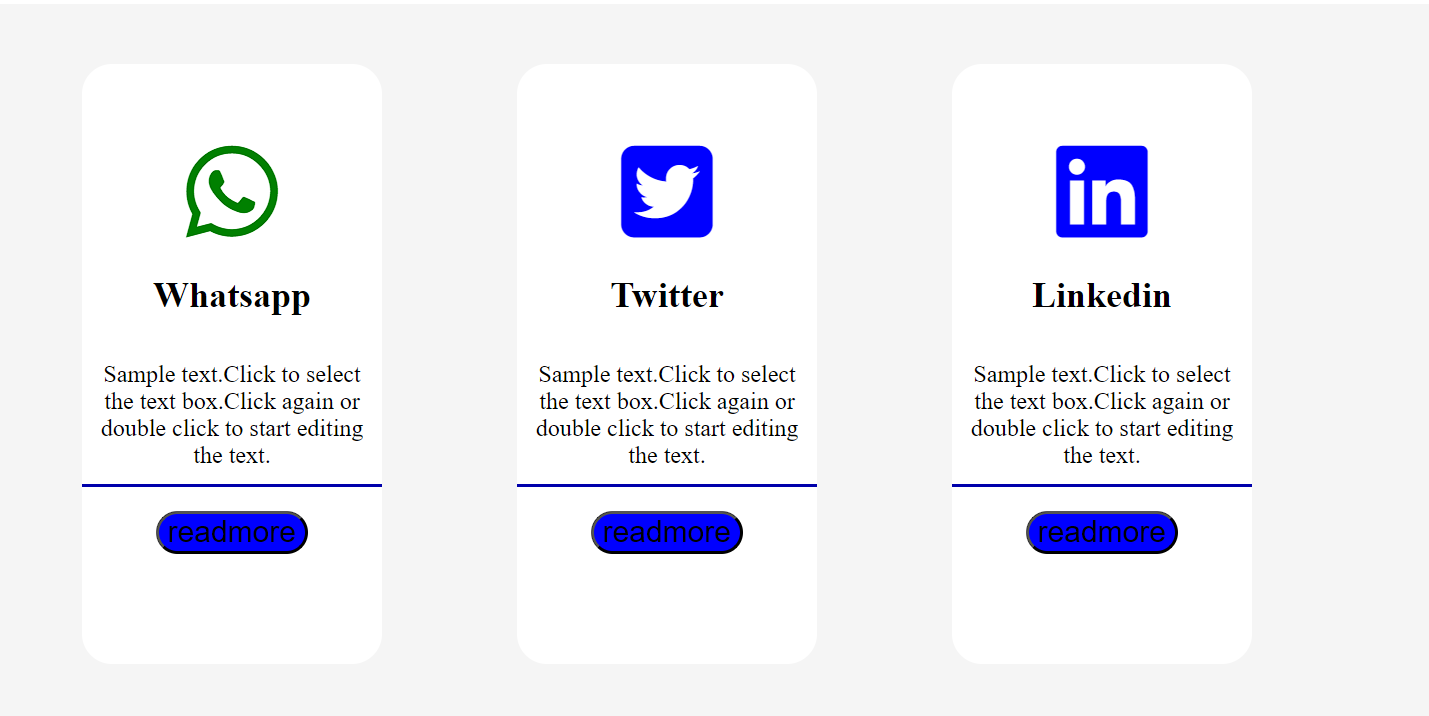 in
Whatsapp
Sample text.Click to select
the text box.Click again or
double click to start editing
the text.
readmore
Twitter
Sample text.Click to select
the text box.Click again or
double click to start editing
the text.
readmore
Linkedin
Sample text.Click to select
the text box.Click again or
double click to start editing
the text.
readmore